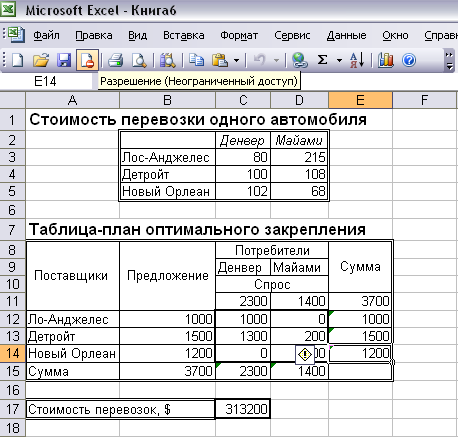 Microsoft Excel - Книга6
Файл Правка Вид Вставка Формат Сервис Данные Окно Справк
E14
Разрешение (Неограниченный доступ)
A B C D E F
1 Стоимость перевозки одного автомобиля
2 Денвер Майами
3 Лос-Анджелес 80 215
4 Детройт 100 108
5 Новый Орлеан 102 68
6
7 Таблица-план оптимального закрепления
8 Потребители
Поставщики Предложение Сумма
9 Денвер Майами
10 Спрос
11 2300 1400 3700
12 Ло-Анджелес 1000 1000 0 1000
13 Детройт 1500 1300 200 1500
14 Новый Орлеан 1200 0 00 1200
15 Сумма 3700 2300 1400
16
17 Стоимость перевозок, $ 313200
18